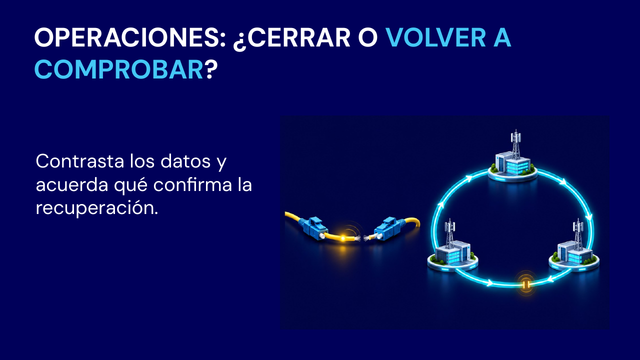 OPERACIONES: ¿CERRAR O VOLVER A
COMPROBAR?
Contrasta los datos y
acuerda qué confirma la
recuperación.